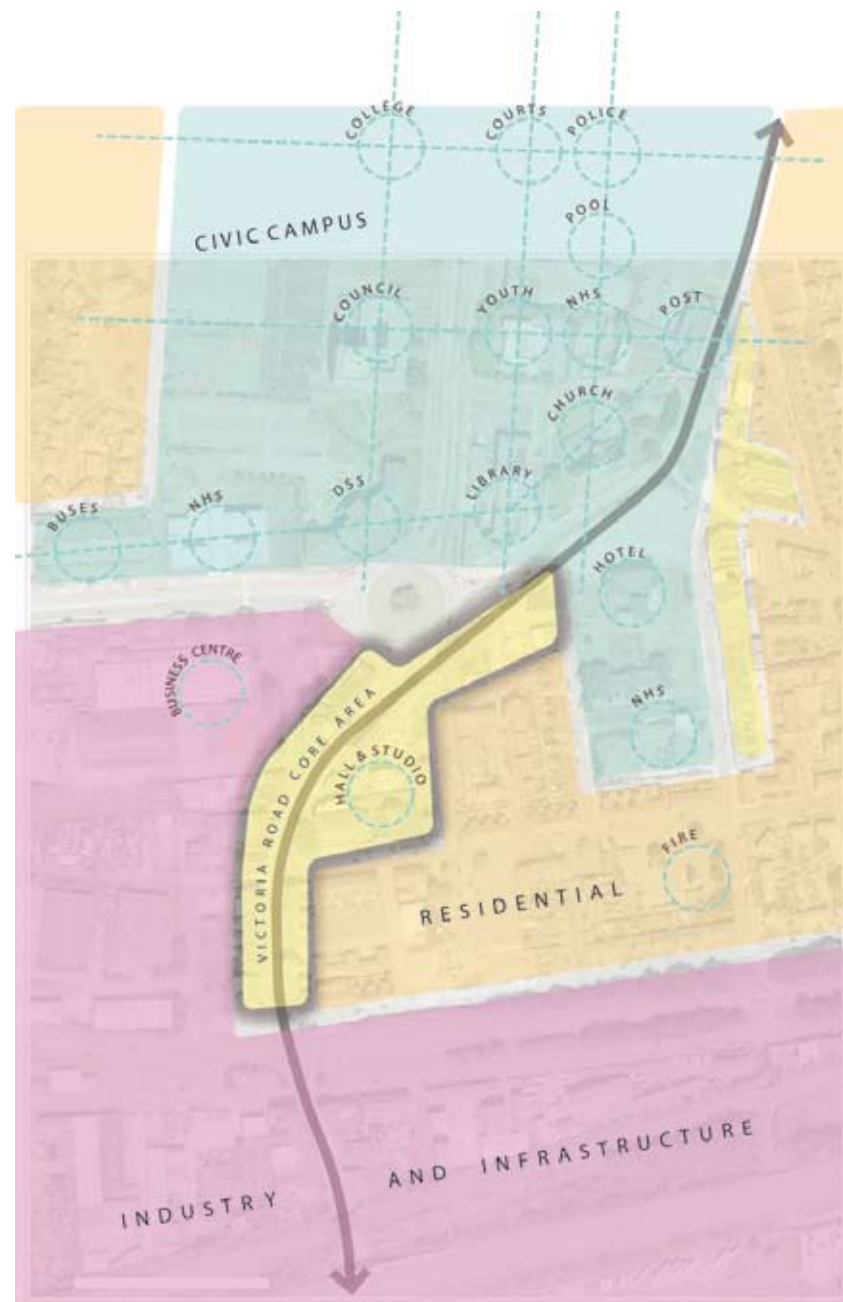 COLLEGE
COURTS
POLICE
POOL
CIVIC CAMPUS
COUNCIL
YOUTH
NHS
POST
CHURCH
BUSES
NHS
DSS
LIBRARY
HOTEL
BUSINESS CENTRE
NHS
VICTORIA ROAD CORE AREA
HALL & STUDIO
FIRE
RESIDENTIAL
INDUSTRY AND INFRASTRUCTURE